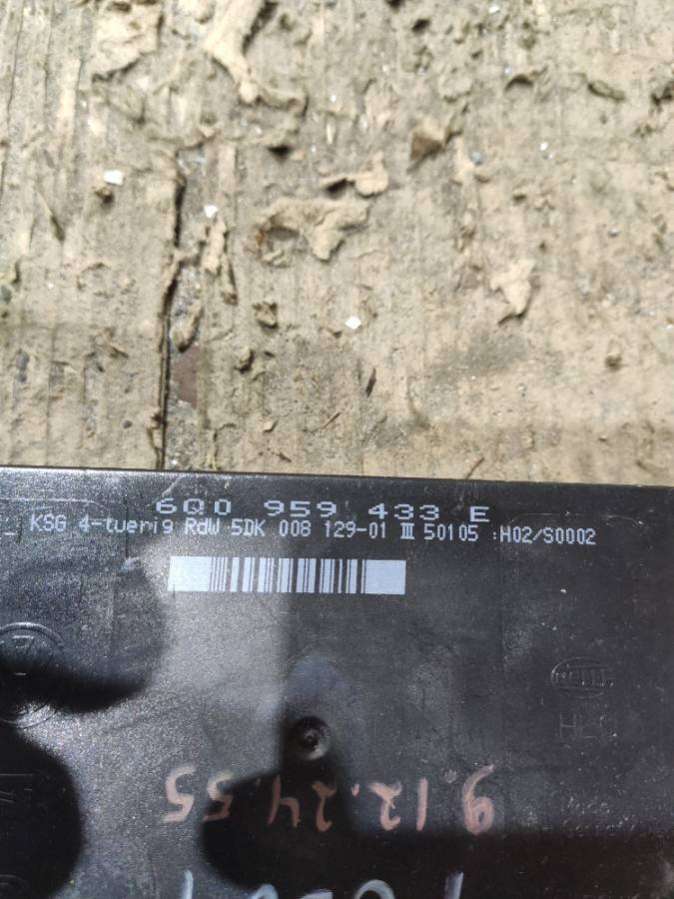 6Q0 959 433 E
KSG 4-tuerig RdW 5DK 008 129-01 III 50105 H02/S0002
HELLA
9.12.24.55